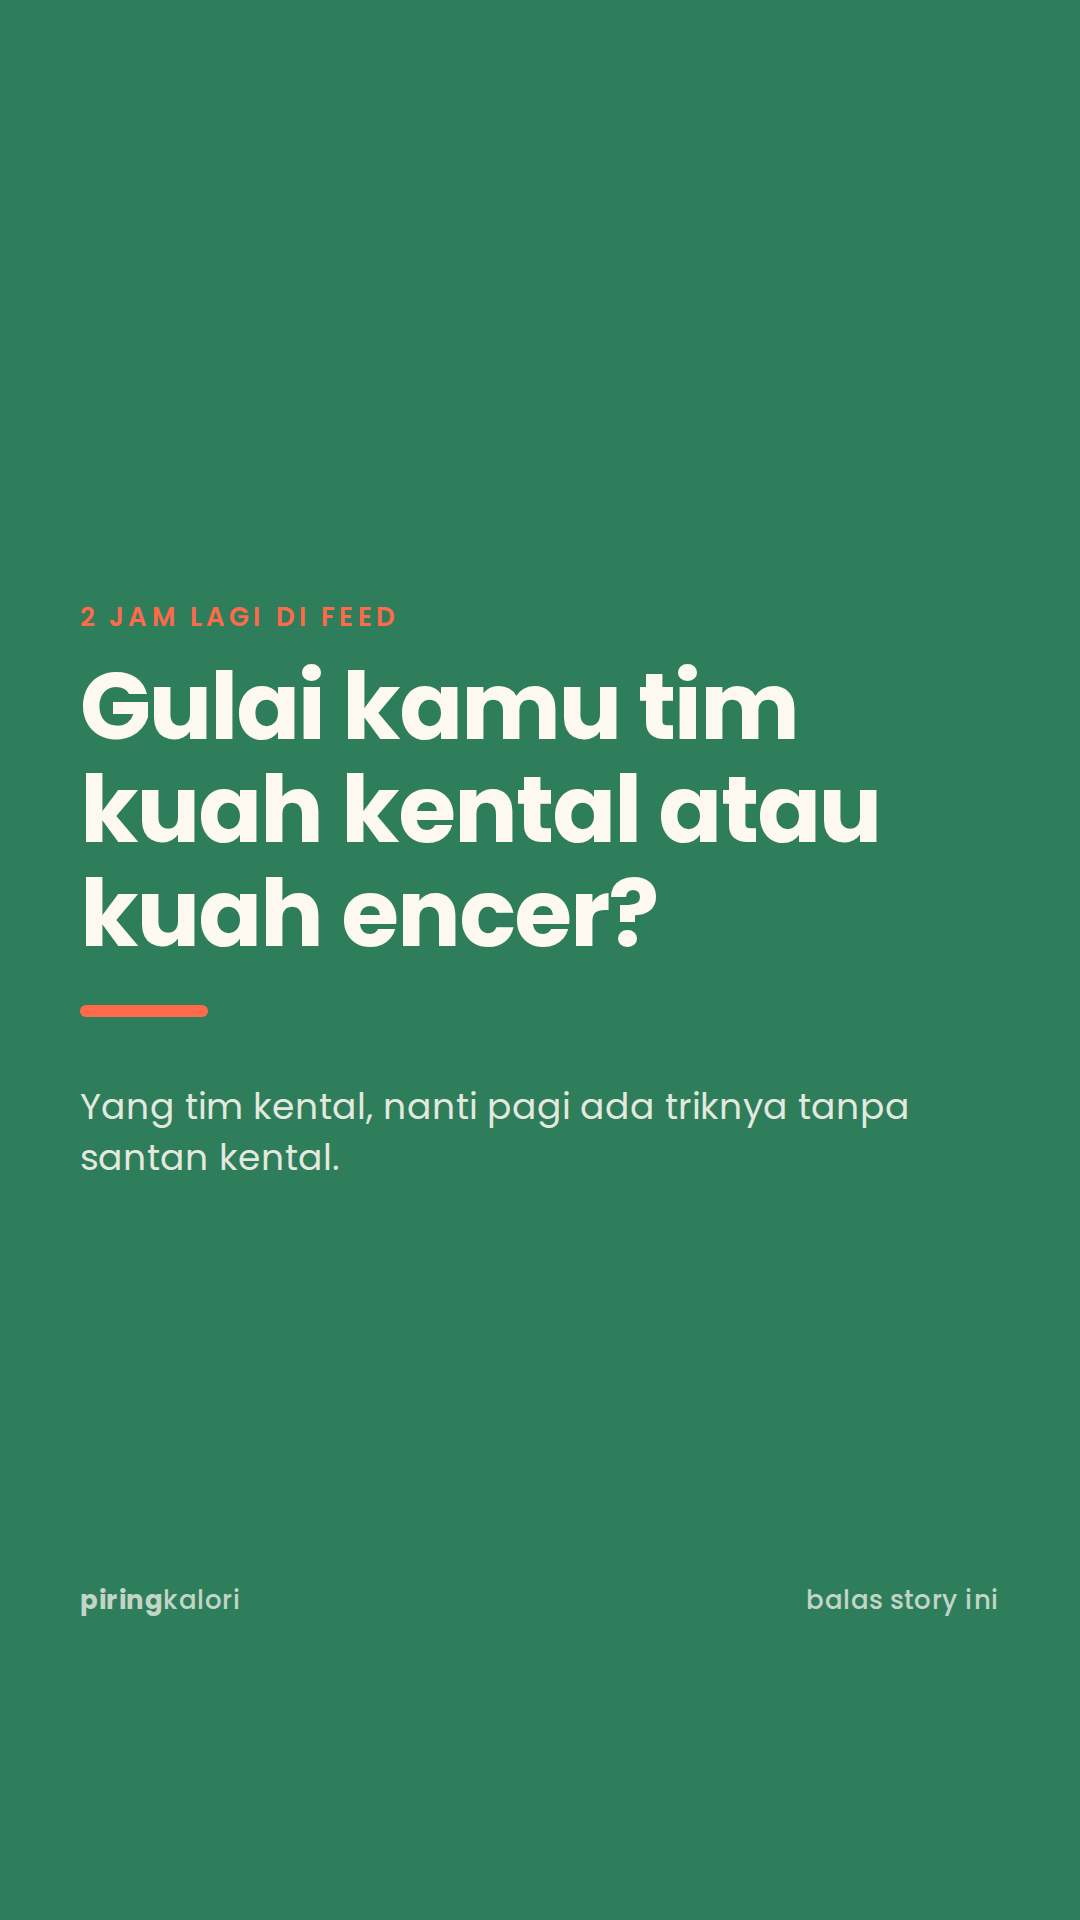 2 JAM LAGI DI FEED
Gulai kamu tim
kuah kental atau
kuah encer?
Yang tim kental, nanti pagi ada triknya tanpa
santan kental.
piringkalori
balas story ini